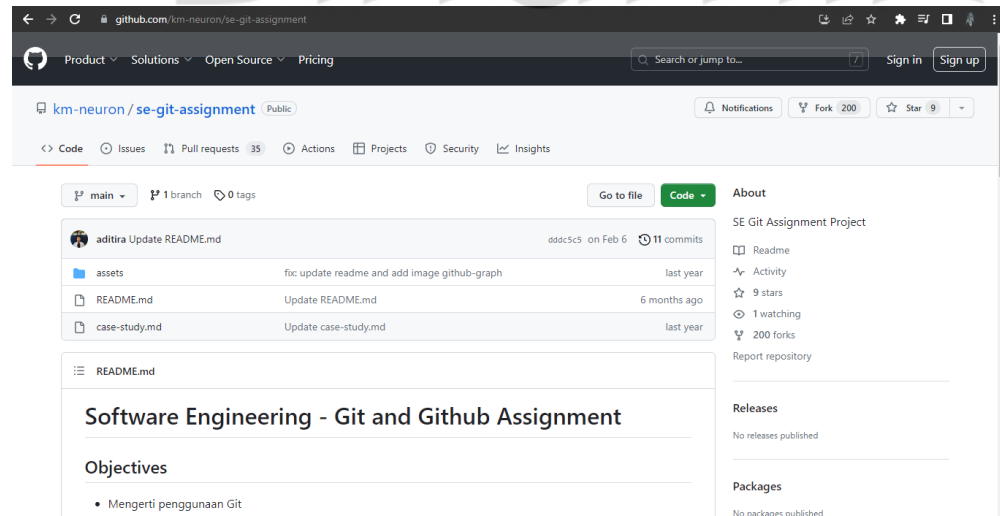 github.com/km-neuron/se-git-assignment
Product Solutions Open Source Pricing Search or jump to... / Sign in Sign up
km-neuron / se-git-assignment Public Notifications Fork 200 Star 9
<> Code Issues Pull requests 35 Actions Projects Security Insights
main 1 branch 0 tags Go to file Code
aditira Update README.md dddc5c5 on Feb 6 11 commits
assets fix: update readme and add image github-graph last year
README.md Update README.md 6 months ago
case-study.md Update case-study.md last year
README.md
Software Engineering - Git and Github Assignment
Objectives
• Mengerti penggunaan Git
About
SE Git Assignment Project
Readme
Activity
9 stars
1 watching
200 forks
Report repository
Releases
No releases published
Packages
No packages published